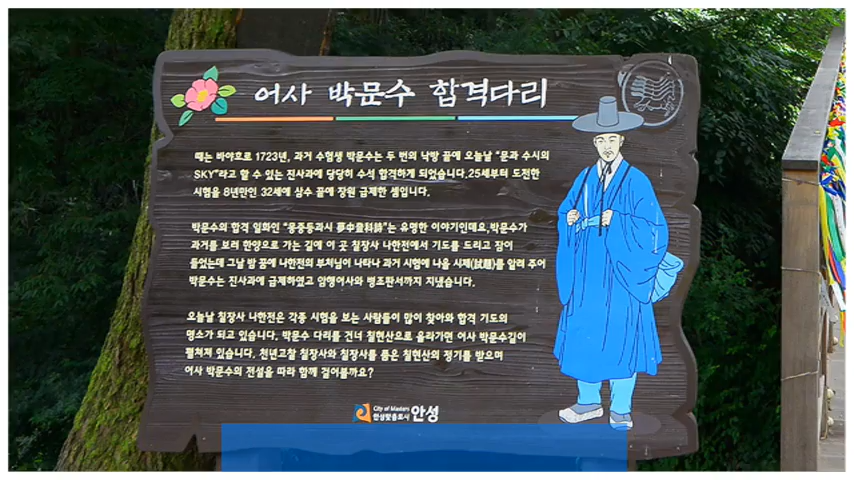 어사 박문수 합격다리
때는 바야흐로 1723년, 과거 수험생 박문수는 두 번의 낙방 끝에 오늘날 "문과 수시의
SKY"라고 할 수 있는 진사과에 당당히 수석 합격하게 되었습니다.25세부터 도전한
시험을 8년만인 32세에 삼수 끝에 장원 급제한 셈입니다.
박문수의 합격 일화인 "몽중등과시 夢中登科詩"는 유명한 이야기인데요,박문수가
과거를 보러 한양으로 가는 길에 이 곳 칠장사 나한전에서 기도를 드리고 잠이
들었는데 그날 밤 꿈에 나한전의 부처님이 나타나 과거 시험에 나올 시제(試題)를 알려 주어
박문수는 진사과에 급제하였고 암행어사와 병조판서까지 지냈습니다.
오늘날 칠장사 나한전은 각종 시험을 보는 사람들이 많이 찾아와 합격 기도의
명소가 되고 있습니다. 박문수 다리를 건너 칠현산으로 올라가면 어사 박문수길이
펼쳐져 있습니다. 천년고찰 칠장사와 칠장사를 품은 칠현산의 정기를 받으며
어사 박문수의 전설을 따라 함께 걸어볼까요?
City of Masters
안성맞춤도시 안성